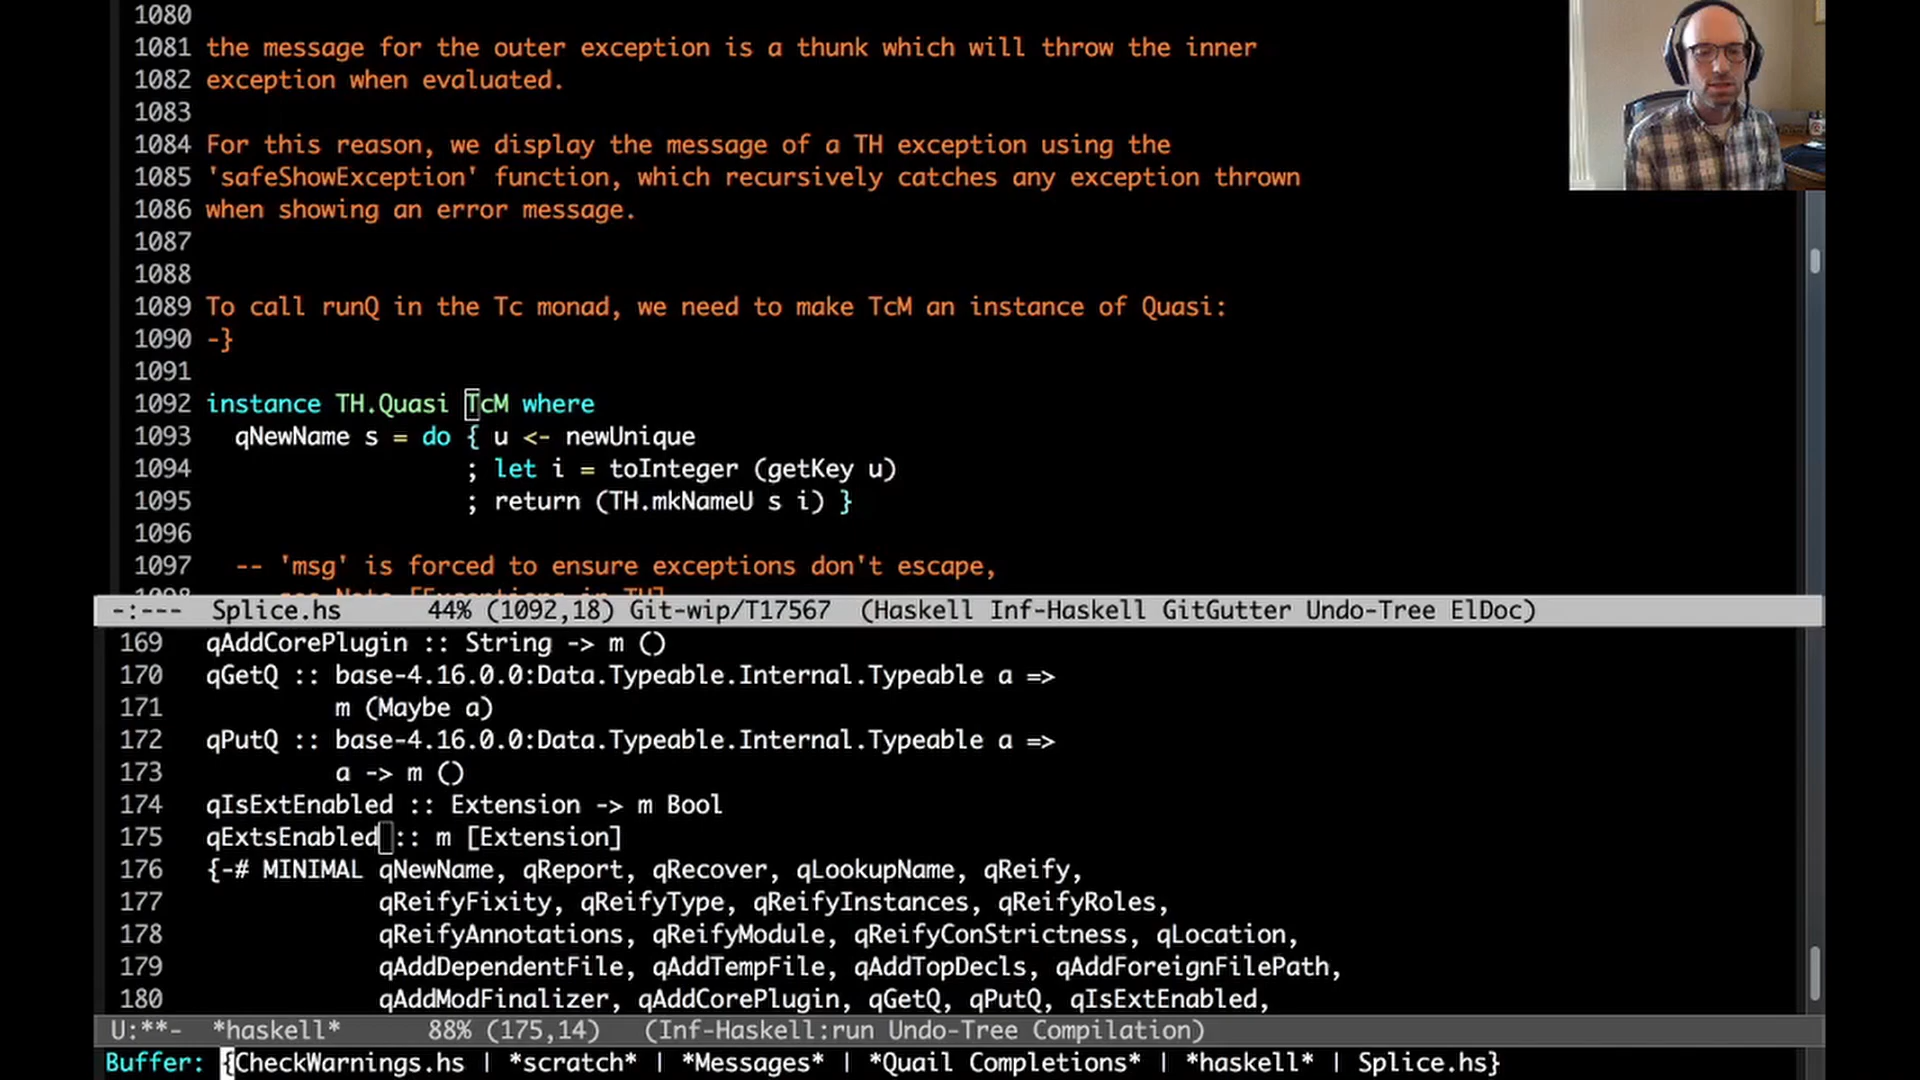 1080
1081 the message for the outer exception is a thunk which will throw the inner
1082 exception when evaluated.
1083
1084 For this reason, we display the message of a TH exception using the
1085 'safeShowException' function, which recursively catches any exception thrown
1086 when showing an error message.
1087
1088
1089 To call runQ in the Tc monad, we need to make TcM an instance of Quasi:
1090 -}
1091
1092 instance TH.Quasi TcM where
1093   qNewName s = do { u <- newUnique
1094                   ; let i = toInteger (getKey u)
1095                   ; return (TH.mkNameU s i) }
1096
1097   -- 'msg' is forced to ensure exceptions don't escape,
1098   -- see Note [Exceptions in TH]
-:--- Splice.hs 44% (1092,18) Git-wip/T17567 (Haskell Inf-Haskell GitGutter Undo-Tree ElDoc)
169 qAddCorePlugin :: String -> m ()
170 qGetQ :: base-4.16.0.0:Data.Typeable.Internal.Typeable a =>
171          m (Maybe a)
172 qPutQ :: base-4.16.0.0:Data.Typeable.Internal.Typeable a =>
173          a -> m ()
174 qIsExtEnabled :: Extension -> m Bool
175 qExtsEnabled :: m [Extension]
176 {-# MINIMAL qNewName, qReport, qRecover, qLookupName, qReify,
177             qReifyFixity, qReifyType, qReifyInstances, qReifyRoles,
178             qReifyAnnotations, qReifyModule, qReifyConStrictness, qLocation,
179             qAddDependentFile, qAddTempFile, qAddTopDecls, qAddForeignFilePath,
180             qAddModFinalizer, qAddCorePlugin, qGetQ, qPutQ, qIsExtEnabled,
U:**- *haskell* 88% (175,14) (Inf-Haskell:run Undo-Tree Compilation)
Buffer: {CheckWarnings.hs | *scratch* | *Messages* | *Quail Completions* | *haskell* | Splice.hs}